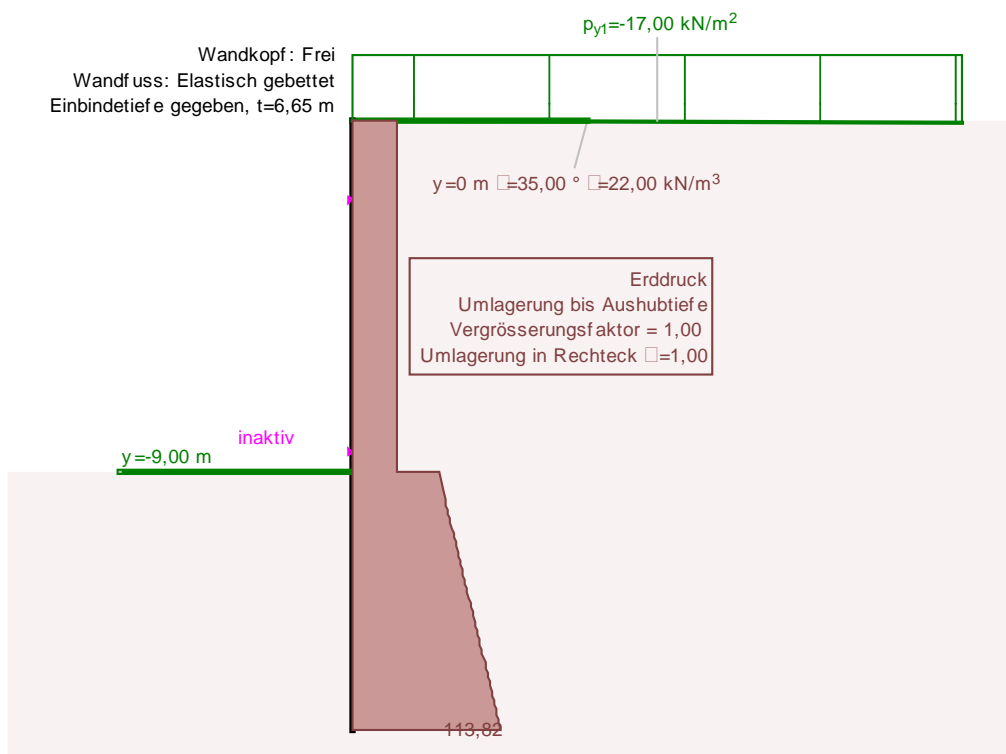 p_y1=-17,00 kN/m²
Wandkopf: Frei
Wandfuss: Elastisch gebettet
Einbindetiefe gegeben, t=6,65 m
y=0 m □=35,00 ° □=22,00 kN/m³
Erddruck
Umlagerung bis Aushubtiefe
Vergrösserungsfaktor = 1,00
Umlagerung in Rechteck □=1,00
inaktiv
y=-9,00 m
113,82